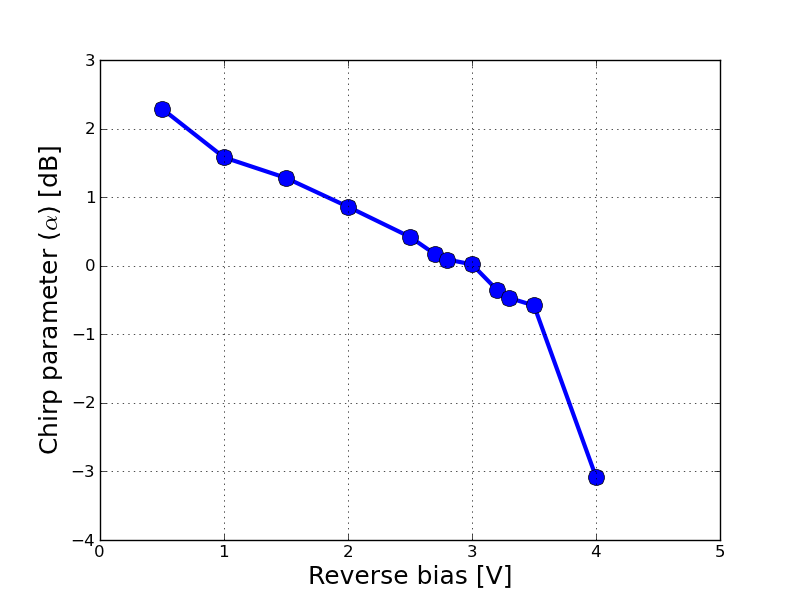 Chirp parameter (α) [dB]
3
2
1
0
−1
−2
−3
−4
0 1 2 3 4 5
Reverse bias [V]